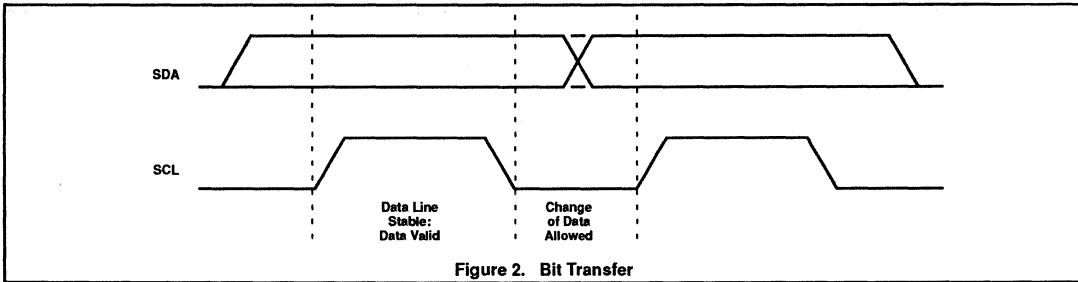 SDA
SCL
Data Line
Stable:
Data Valid
Change
of Data
Allowed
Figure 2. Bit Transfer